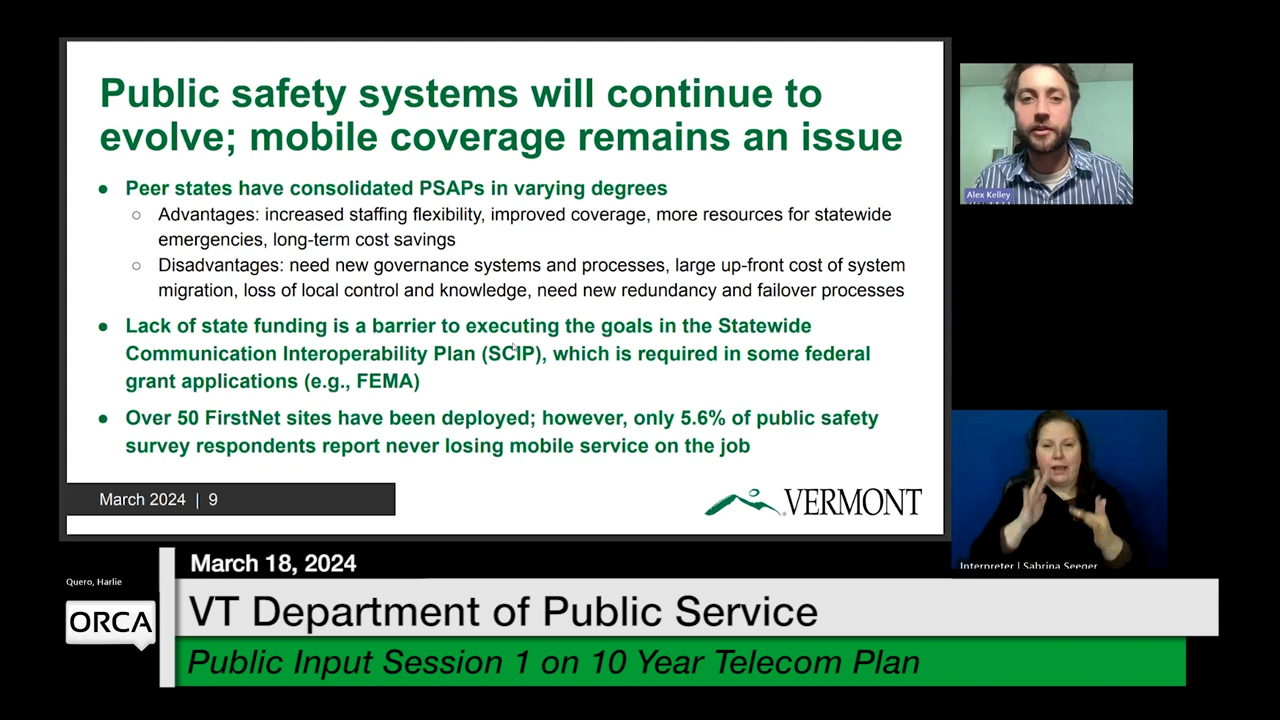 Public safety systems will continue to
evolve; mobile coverage remains an issue
● Peer states have consolidated PSAPs in varying degrees
○ Advantages: increased staffing flexibility, improved coverage, more resources for statewide
emergencies, long-term cost savings
○ Disadvantages: need new governance systems and processes, large up-front cost of system
migration, loss of local control and knowledge, need new redundancy and failover processes
● Lack of state funding is a barrier to executing the goals in the Statewide
Communication Interoperability Plan (SCIP), which is required in some federal
grant applications (e.g., FEMA)
● Over 50 FirstNet sites have been deployed; however, only 5.6% of public safety
survey respondents report never losing mobile service on the job
March 2024 | 9
VERMONT
Alex Kelley
Interpreter | Sabrina Seeger
Quero, Harlie
ORCA
March 18, 2024
VT Department of Public Service
Public Input Session 1 on 10 Year Telecom Plan